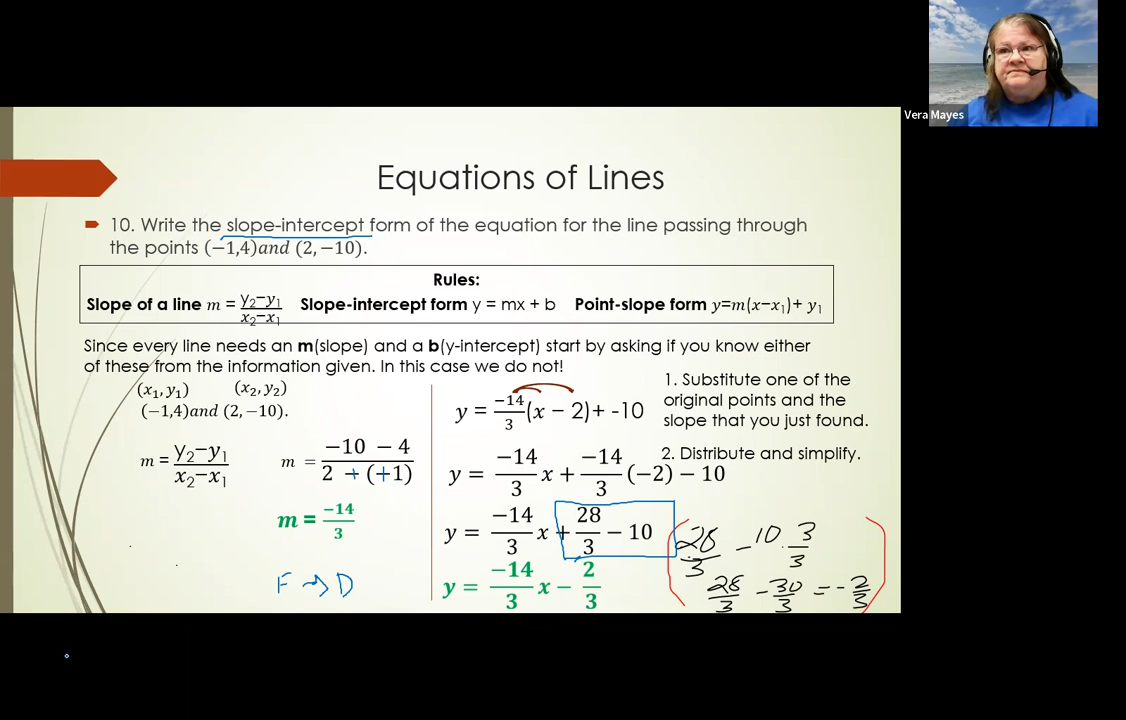 Vera Mayes
Equations of Lines
10. Write the slope-intercept form of the equation for the line passing through
the points (−1,4)and (2,−10).
Rules:
Slope of a line m = y₂−y₁/x₂−x₁ Slope-intercept form y = mx + b Point-slope form y=m(x−x₁)+ y₁
Since every line needs an m(slope) and a b(y-intercept) start by asking if you know either
of these from the information given. In this case we do not!
(x₁,y₁) (x₂,y₂)
(−1,4)and (2,−10).
m = y₂−y₁/x₂−x₁ m = −10 − 4/2 + (+1)
m = −14/3
F → D
y = −14/3(x − 2)+ -10
y = −14/3 x + −14/3 (−2) − 10
y = −14/3 x + 28/3 − 10
y = −14/3 x − 2/3
1. Substitute one of the
original points and the
slope that you just found.
2. Distribute and simplify.
28/3 − 10 · 3/3
28/3 − 30/3 = −2/3